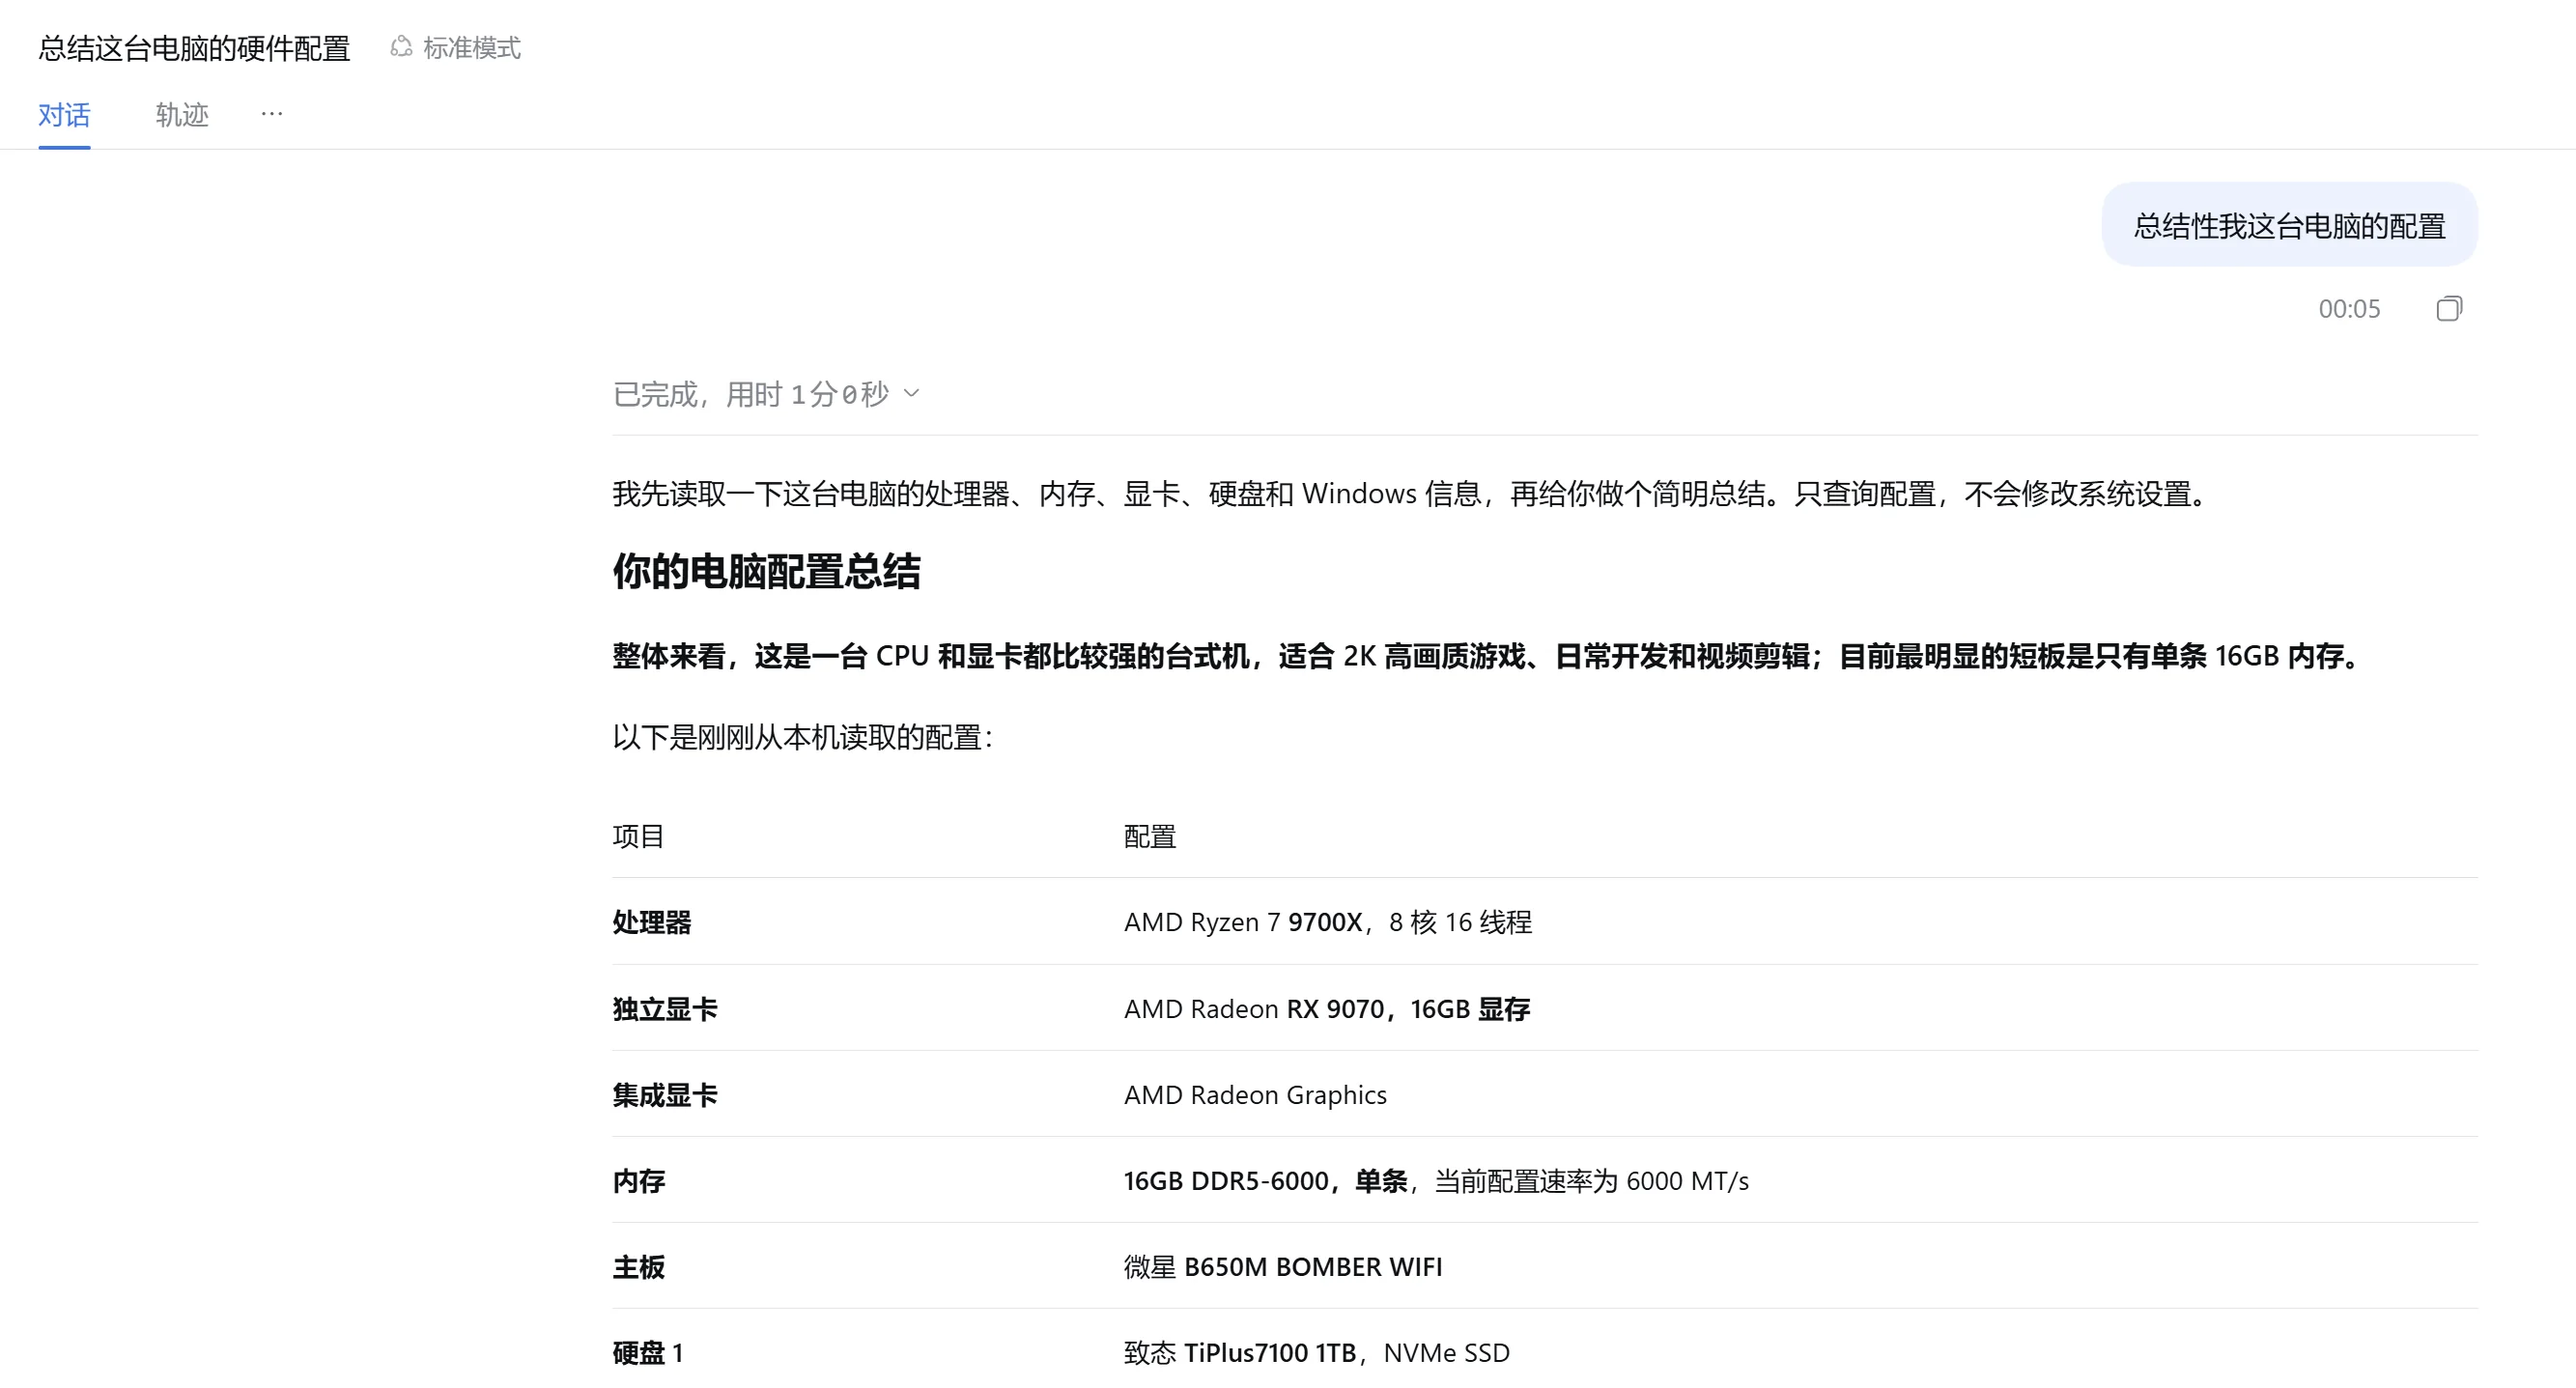 总结这台电脑的硬件配置 标准模式
对话 轨迹 ···
总结性我这台电脑的配置
00:05
已完成，用时 1分0秒
我先读取一下这台电脑的处理器、内存、显卡、硬盘和 Windows 信息，再给你做个简明总结。只查询配置，不会修改系统设置。
你的电脑配置总结
整体来看，这是一台 CPU 和显卡都比较强的台式机，适合 2K 高画质游戏、日常开发和视频剪辑；目前最明显的短板是只有单条 16GB 内存。
以下是刚刚从本机读取的配置：
项目 配置
处理器 AMD Ryzen 7 9700X，8 核 16 线程
独立显卡 AMD Radeon RX 9070，16GB 显存
集成显卡 AMD Radeon Graphics
内存 16GB DDR5-6000，单条，当前配置速率为 6000 MT/s
主板 微星 B650M BOMBER WIFI
硬盘 1 致态 TiPlus7100 1TB，NVMe SSD